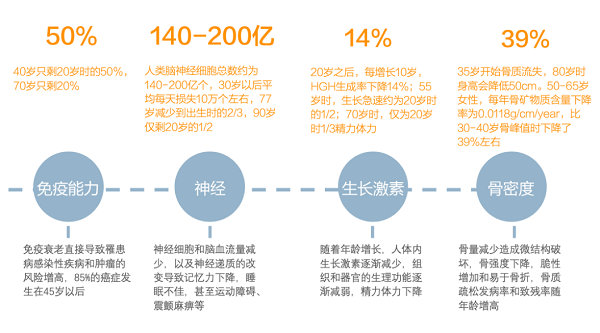 50%
40岁只剩20岁时的50%，
70岁只剩20%
免疫能力
免疫衰老直接导致罹患
病感染性疾病和肿瘤的
风险增高，85%的癌症发
生在45岁以后
140-200亿
人类脑神经细胞总数约为
140-200亿个，30岁以后平
均每天损失10万个左右，77
岁减少到出生时的2/3，90岁
仅剩20岁的1/2
神经
神经细胞和脑血流量减
少，以及神经递质的改
变导致记忆力下降，睡
眠不佳，甚至运动障碍、
震颤麻痹等
14%
20岁之后，每增长10岁，
HGH生成率下降14%；55
岁时，生长急速约为20岁时
的1/2；70岁时，仅为20岁
时1/3精力体力
生长激素
随着年龄增长，人体内
生长激素逐渐减少，组
织和器官的生理功能逐
渐减弱，精力体力下降
39%
35岁开始骨质流失，80岁时
身高会降低50cm。50-65岁
女性，每年骨矿物质含量下降
率为0.0118g/cm/year，比
30-40岁骨峰值时下降了
39%左右
骨密度
骨量减少造成微结构破
坏，骨强度下降，脆性
增加和易于骨折，骨质
疏松发病率和致残率随
年龄增高